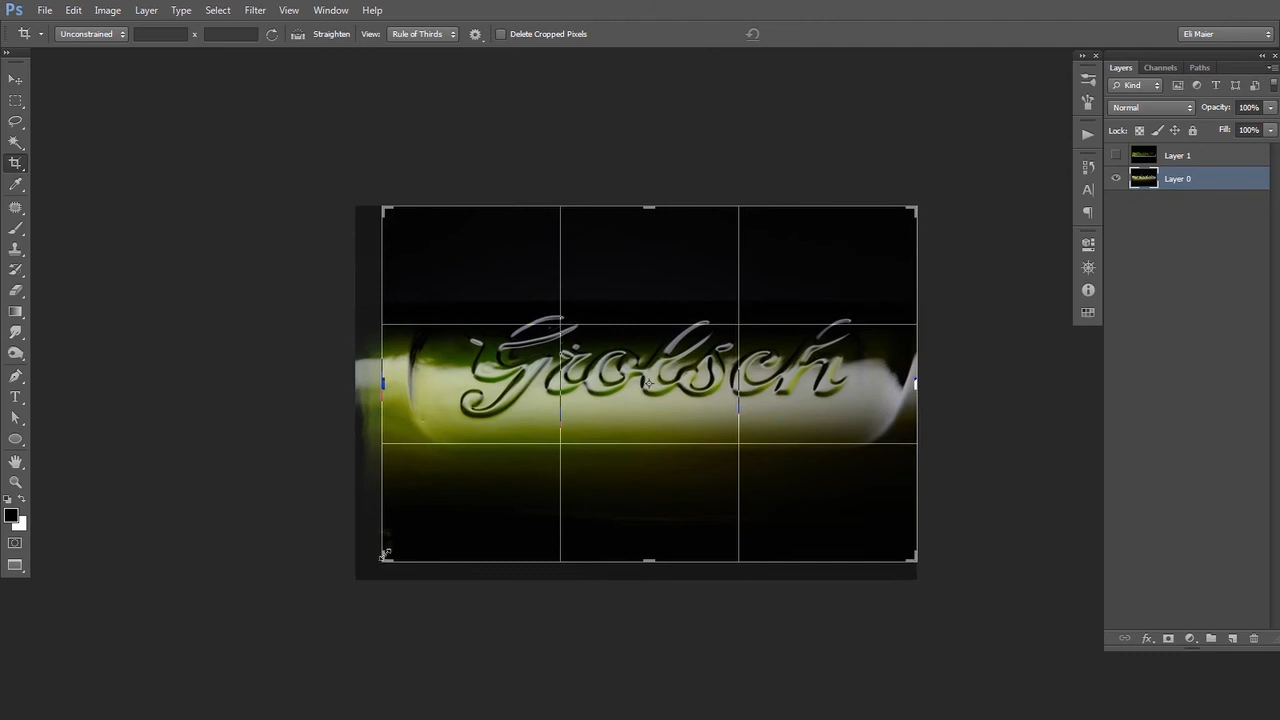 Ps File Edit Image Layer Type Select Filter View Window Help
Unconstrained x Straighten View: Rule of Thirds Delete Cropped Pixels Eli Maier
Layers Channels Paths
Kind T
Normal Opacity: 100%
Lock: Fill: 100%
Layer 1
Layer 0
Grolsch
A
T
fx